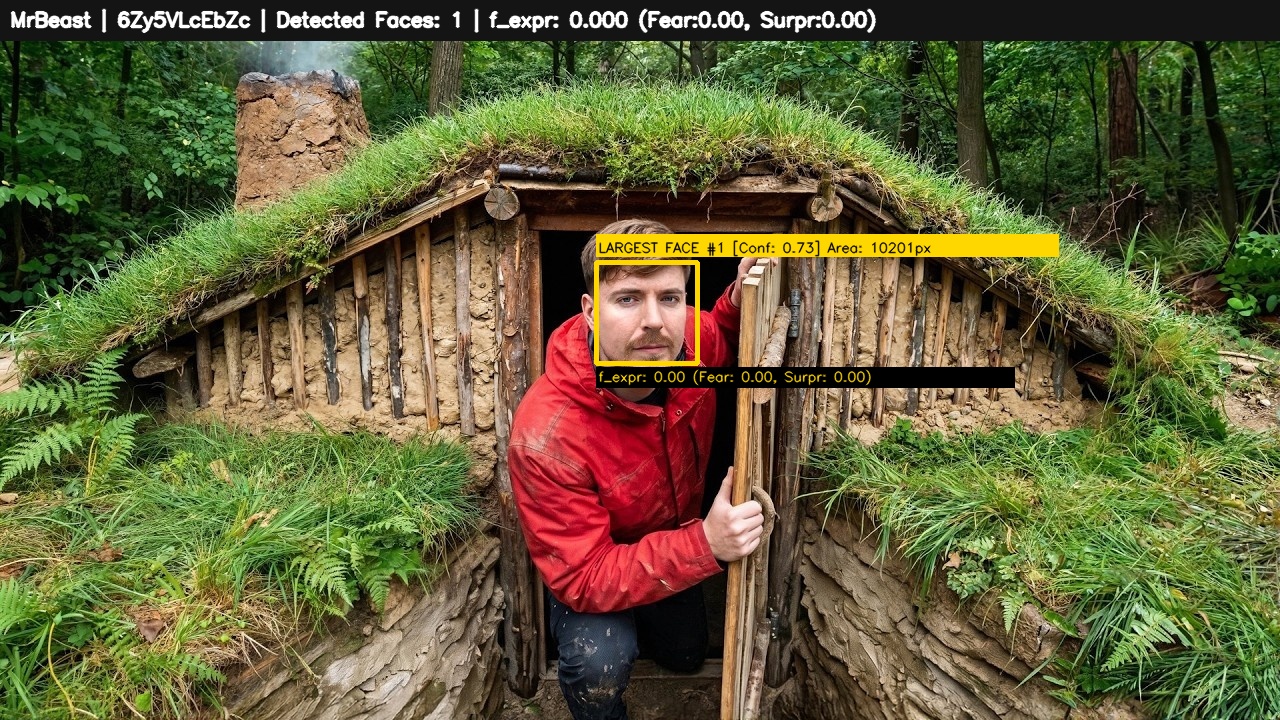 MrBeast | 6Zy5VLcEbZc | Detected Faces: 1 | f_expr: 0.000 (Fear:0.00, Surpr:0.00)
LARGEST FACE #1 [Conf: 0.73] Area: 10201px
f_expr: 0.00 (Fear: 0.00, Surpr: 0.00)